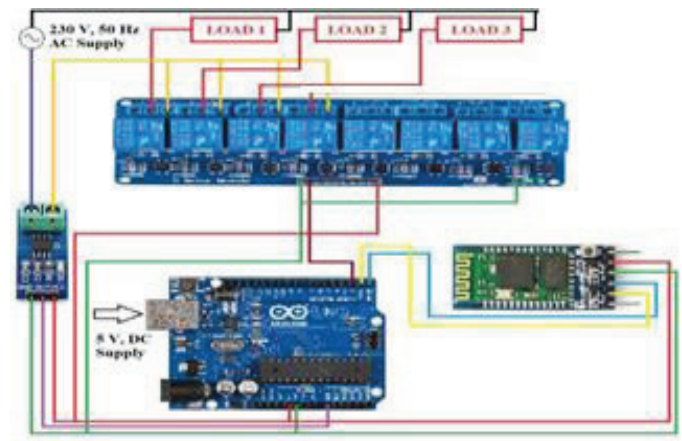 230 V, 50 Hz
AC Supply
LOAD 1
LOAD 2
LOAD 3
5 V, DC
Supply